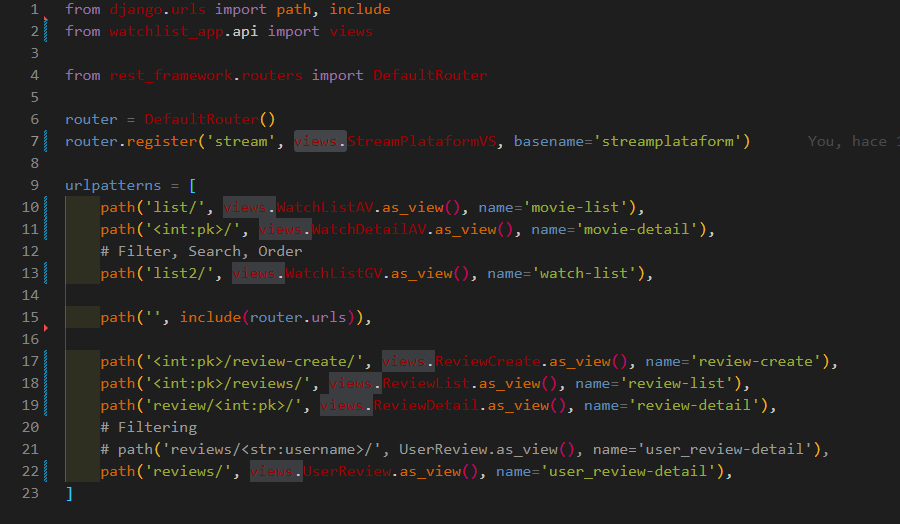 1 from django.urls import path, include
2 from watchlist_app.api import views
3
4 from rest_framework.routers import DefaultRouter
5
6 router = DefaultRouter()
7 router.register('stream', views.StreamPlataformVS, basename='streamplataform') You, hace 1
8
9 urlpatterns = [
10 path('list/', views.WatchListAV.as_view(), name='movie-list'),
11 path('<int:pk>/', views.WatchDetailAV.as_view(), name='movie-detail'),
12 # Filter, Search, Order
13 path('list2/', views.WatchListGV.as_view(), name='watch-list'),
14
15 path('', include(router.urls)),
16
17 path('<int:pk>/review-create/', views.ReviewCreate.as_view(), name='review-create'),
18 path('<int:pk>/reviews/', views.ReviewList.as_view(), name='review-list'),
19 path('review/<int:pk>/', views.ReviewDetail.as_view(), name='review-detail'),
20 # Filtering
21 # path('reviews/<str:username>/', UserReview.as_view(), name='user_review-detail'),
22 path('reviews/', views.UserReview.as_view(), name='user_review-detail'),
23 ]